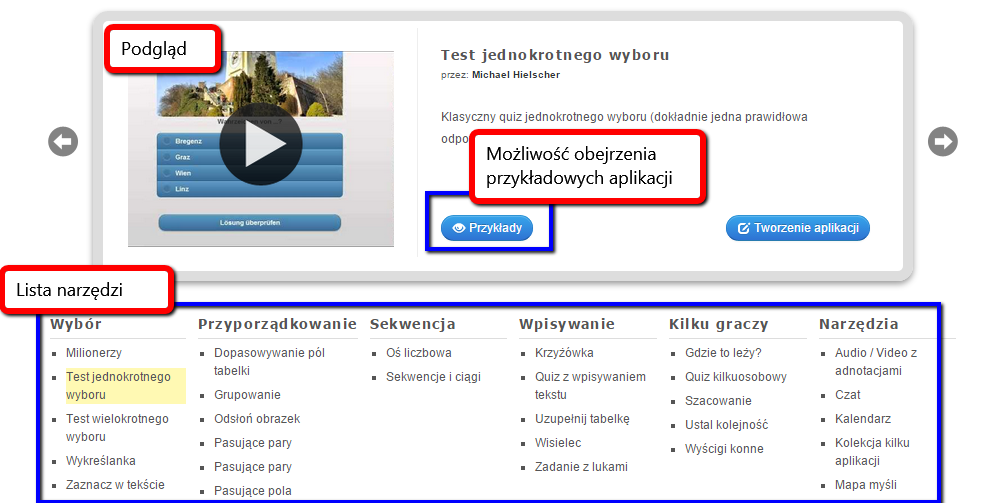 Podgląd
Test jednokrotnego wyboru
przez: Michael Hielscher
Klasyczny quiz jednokrotnego wyboru (dokładnie jedna prawidłowa
Możliwość obejrzenia
przykładowych aplikacji
Bregenz
Graz
Wien
Linz
Lösung überprüfen
Przykłady
Tworzenie aplikacji
Lista narzędzi
Wybór
Milionerzy
Test jednokrotnego
wyboru
Test wielokrotnego
wyboru
Wykreślanka
Zaznacz w tekście
Przyporządkowanie
Dopasowywanie pól
tabelki
Grupowanie
Odsłoń obrazek
Pasujące pary
Pasujące pary
Pasujące pola
Sekwencja
Oś liczbowa
Sekwencje i ciągi
Wpisywanie
Krzyżówka
Quiz z wpisywaniem
tekstu
Uzupełnij tabelkę
Wisielec
Zadanie z lukami
Kilku graczy
Gdzie to leży?
Quiz kilkuosobowy
Szacowanie
Ustal kolejność
Wyścigi konne
Narzędzia
Audio / Video z
adnotacjami
Czat
Kalendarz
Kolekcja kilku
aplikacji
Mapa myśli